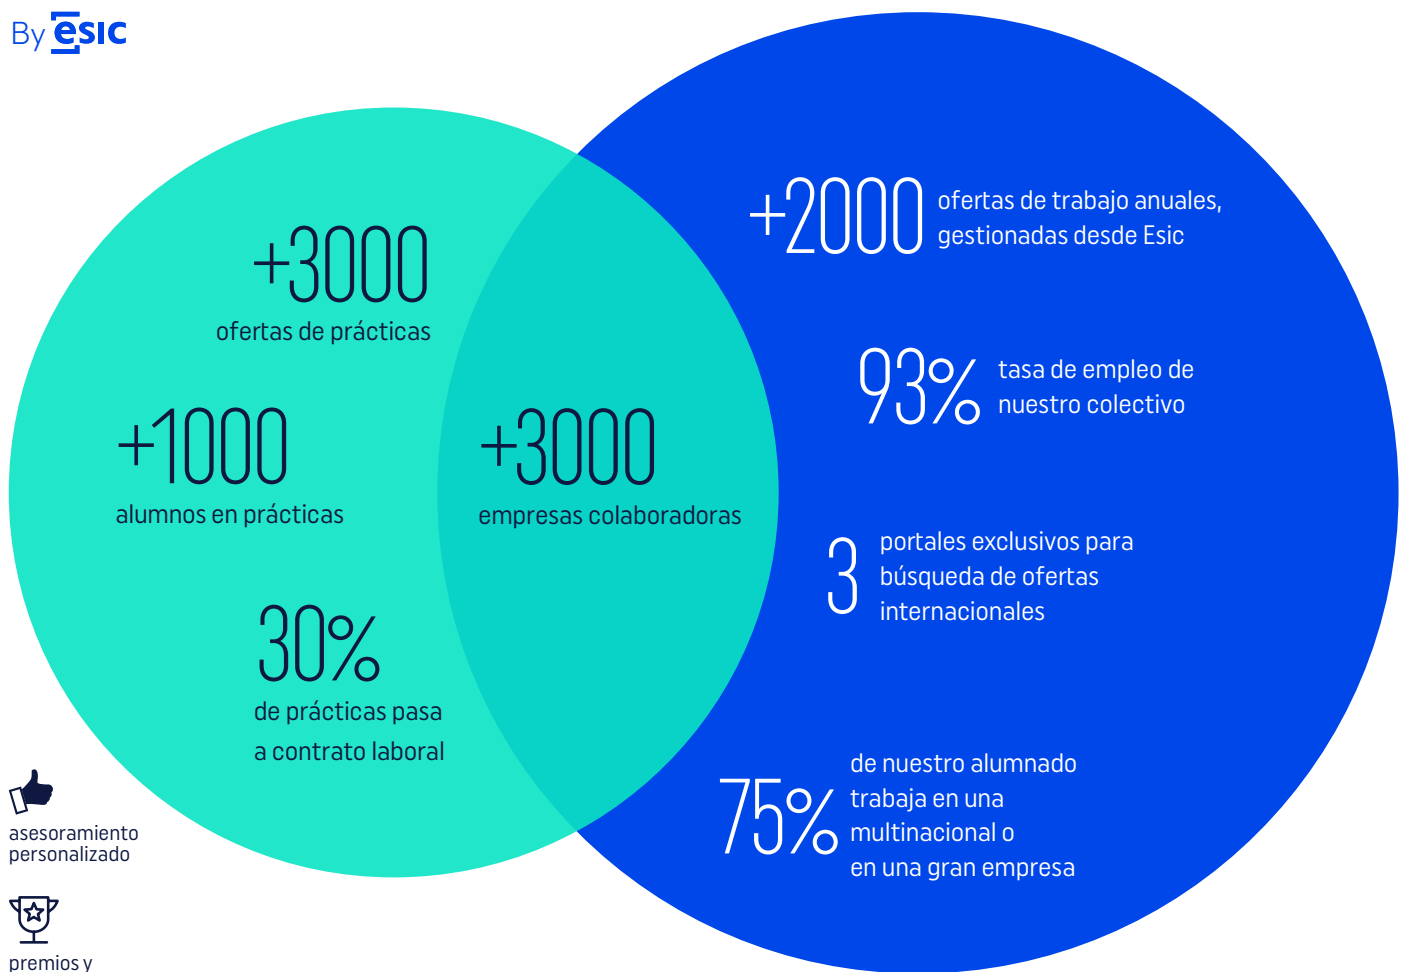 By esic
+3000
ofertas de prácticas
+1000
alumnos en prácticas
30%
de prácticas pasa
a contrato laboral
+3000
empresas colaboradoras
+2000
ofertas de trabajo anuales,
gestionadas desde Esic
93%
tasa de empleo de
nuestro colectivo
3
portales exclusivos para
búsqueda de ofertas
internacionales
75%
de nuestro alumnado
trabaja en una
multinacional o
en una gran empresa
asesoramiento
personalizado
premios y